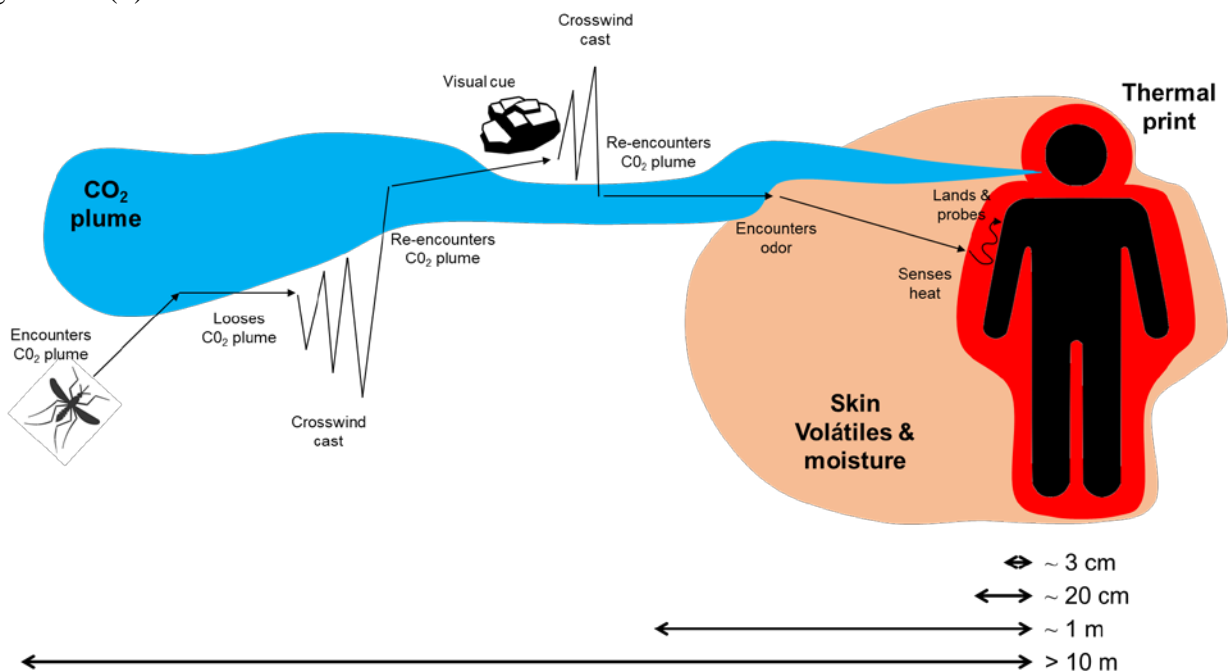 Crosswind
cast
Visual cue
Thermal
print
Re-encounters
C0₂ plume
CO₂
plume
Lands &
probes
Encounters
odor
Re-encounters
C0₂ plume
Senses
heat
Looses
C0₂ plume
Encounters
C0₂ plume
Crosswind
cast
Skin
Volátiles &
moisture
~ 3 cm
~ 20 cm
~ 1 m
> 10 m